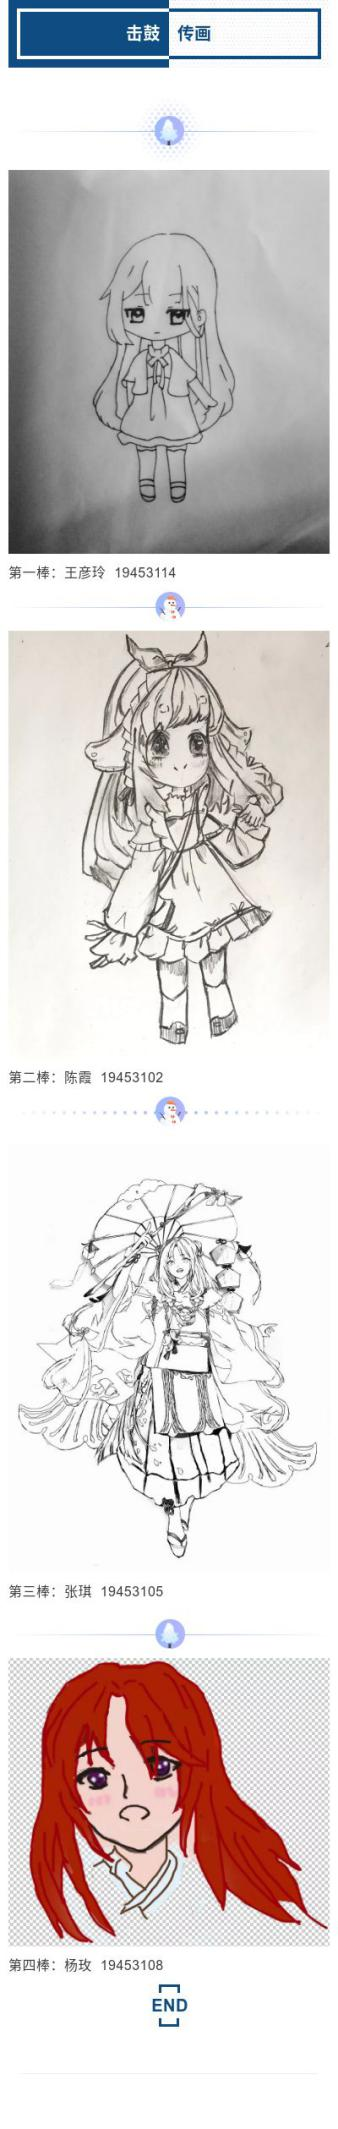 击鼓 传画
第一棒：王彦玲 19453114
第二棒：陈霞 19453102
第三棒：张琪 19453105
第四棒：杨玫 19453108
END